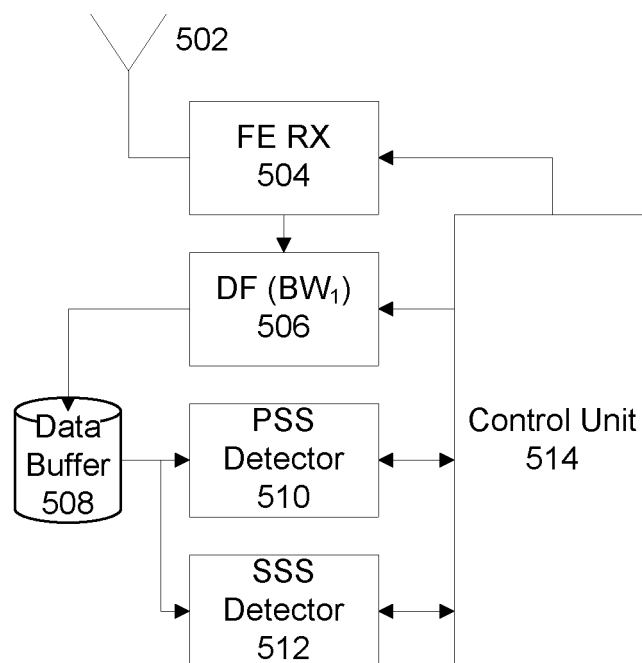 502
FE RX
504
DF (BW₁)
506
Data
Buffer
508
PSS
Detector
510
Control Unit
514
SSS
Detector
512